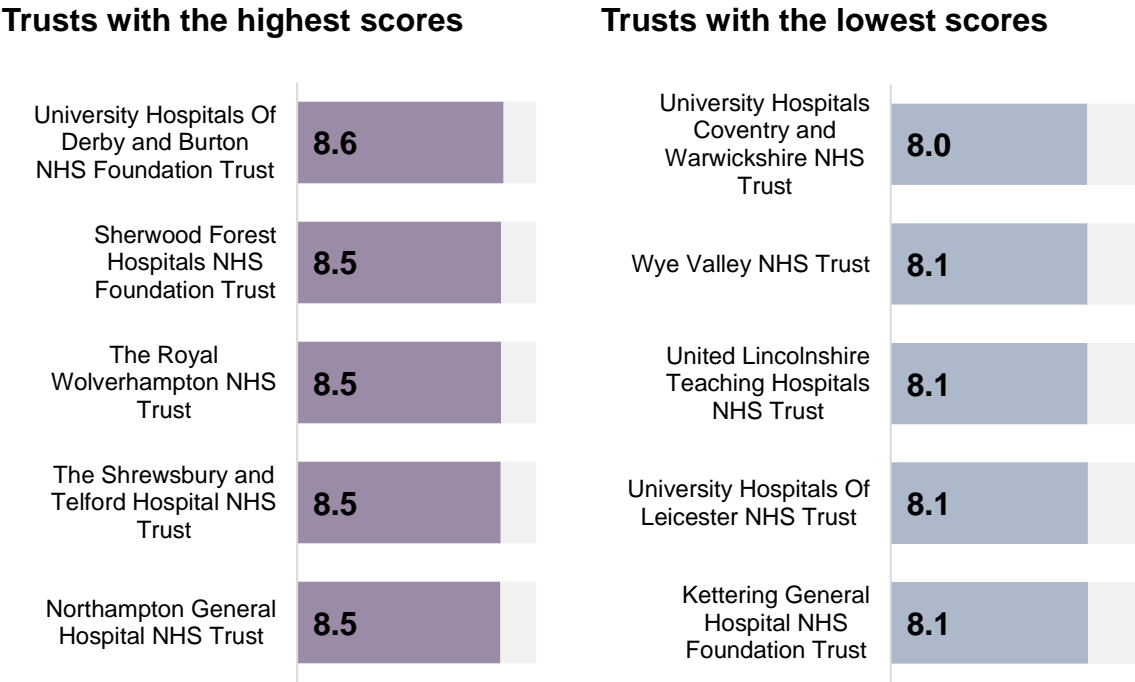 Trusts with the highest scores
University Hospitals Of
Derby and Burton
NHS Foundation Trust
8.6
Sherwood Forest
Hospitals NHS
Foundation Trust
8.5
The Royal
Wolverhampton NHS
Trust
8.5
The Shrewsbury and
Telford Hospital NHS
Trust
8.5
Northampton General
Hospital NHS Trust
8.5
Trusts with the lowest scores
University Hospitals
Coventry and
Warwickshire NHS
Trust
8.0
Wye Valley NHS Trust
8.1
United Lincolnshire
Teaching Hospitals
NHS Trust
8.1
University Hospitals Of
Leicester NHS Trust
8.1
Kettering General
Hospital NHS
Foundation Trust
8.1